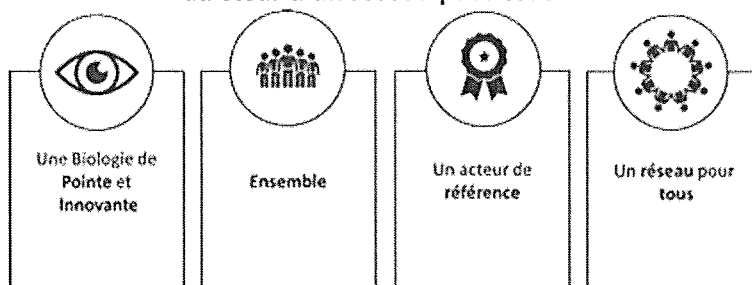 Une Biologie de
Pointe et
Innovante
Ensemble
Un acteur de
référence
Un réseau pour
tous